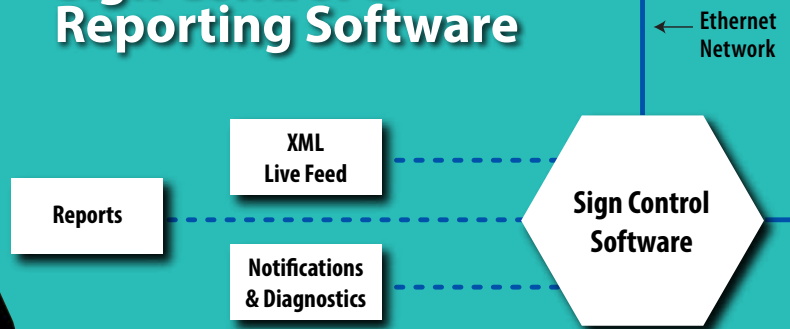 Reporting Software
Ethernet
Network
XML
Live Feed
Reports
Sign Control
Software
Notifications
& Diagnostics